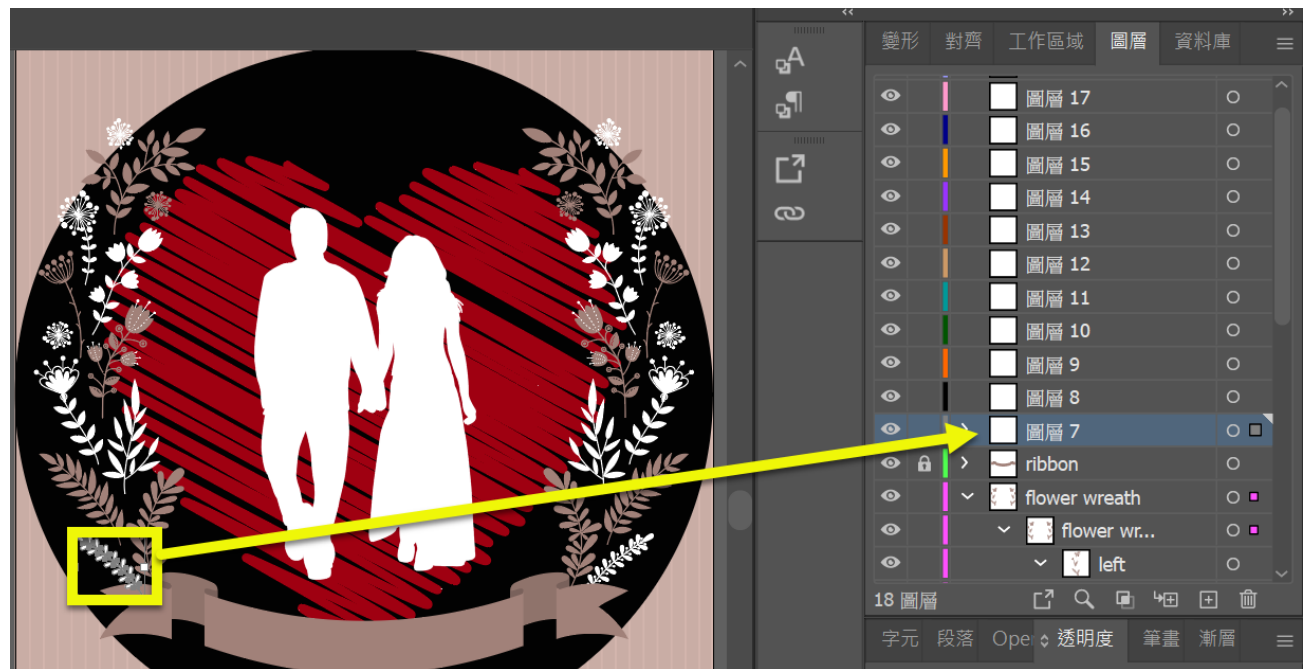 變形 對齊 工作區域 圖層 資料庫
圖層 17
圖層 16
圖層 15
圖層 14
圖層 13
圖層 12
圖層 11
圖層 10
圖層 9
圖層 8
圖層 7
ribbon
flower wreath
flower wr...
left
18 圖層
字元 段落 Ope 透明度 筆畫 漸層